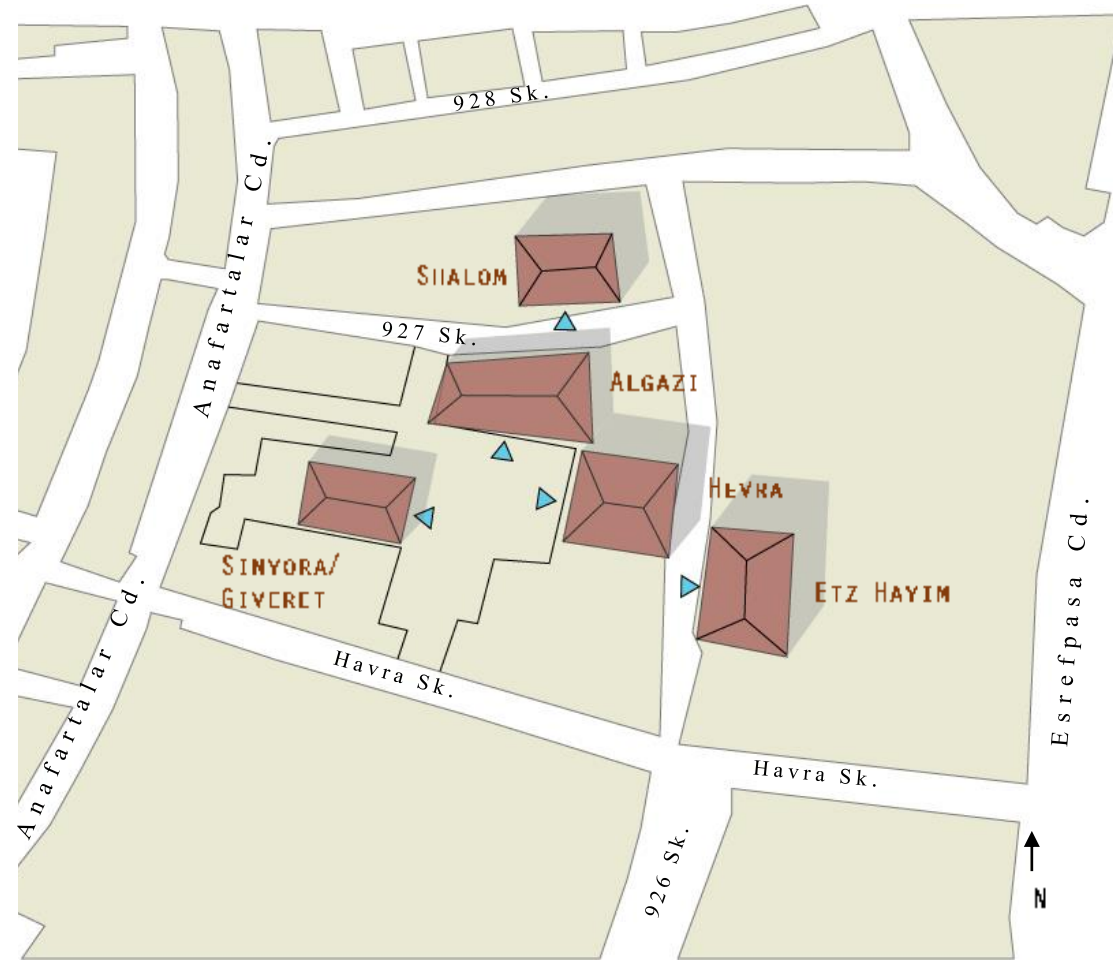 928 Sk.
Anafartalar Cd.
SHALOM
927 Sk.
ALGAZI
HEVRA
SINYORA/
GIVERET
ETZ HAYIM
Esrefpasa Cd.
Anafartalar Cd.
Havra Sk.
Havra Sk.
926 Sk.
N